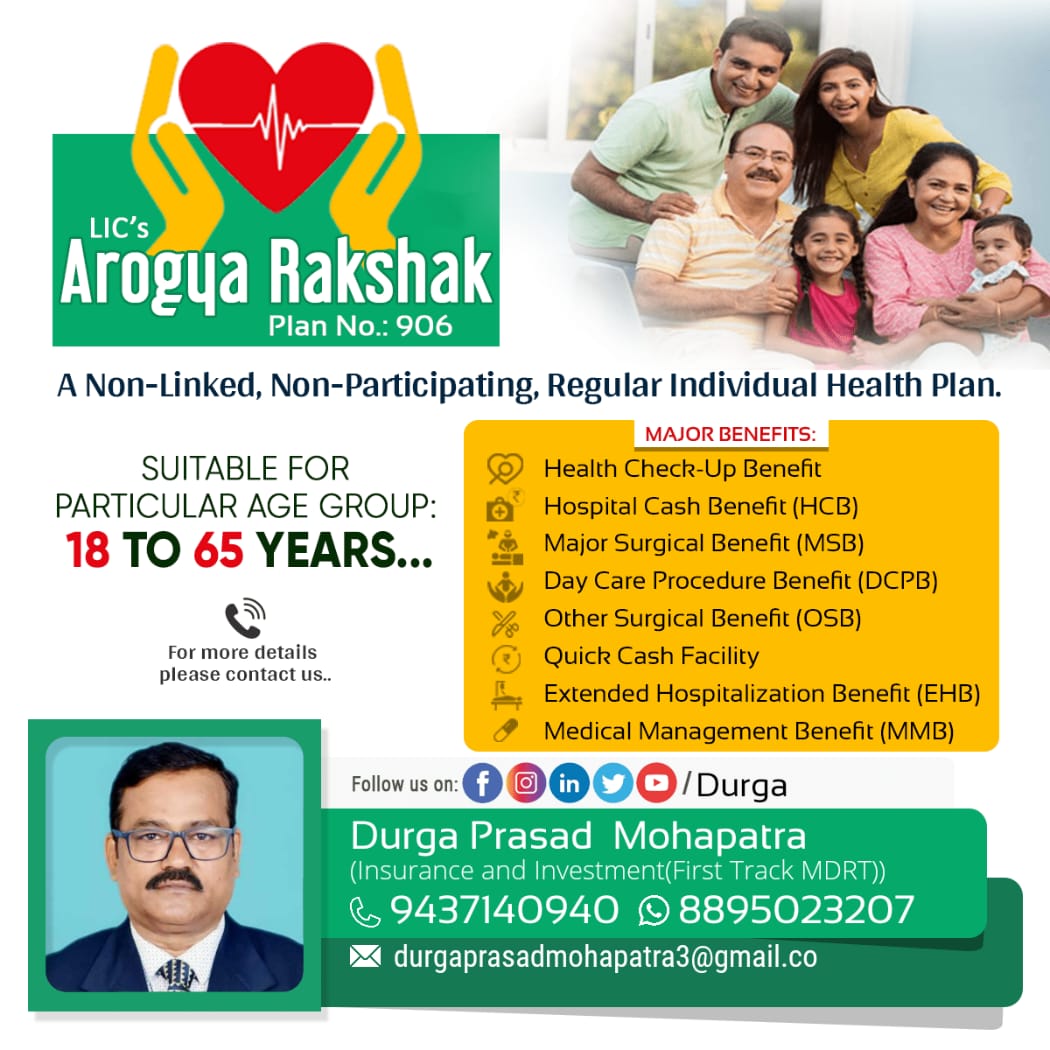 LIC's
Arogya Rakshak
Plan No.: 906
A Non-Linked, Non-Participating, Regular Individual Health Plan.
SUITABLE FOR
PARTICULAR AGE GROUP:
18 TO 65 YEARS...
For more details
please contact us..
MAJOR BENEFITS:
Health Check-Up Benefit
Hospital Cash Benefit (HCB)
Major Surgical Benefit (MSB)
Day Care Procedure Benefit (DCPB)
Other Surgical Benefit (OSB)
Quick Cash Facility
Extended Hospitalization Benefit (EHB)
Medical Management Benefit (MMB)
Follow us on: / Durga
Durga Prasad Mohapatra
(Insurance and Investment(First Track MDRT))
9437140940 8895023207
durgaprasadmohapatra3@gmail.co